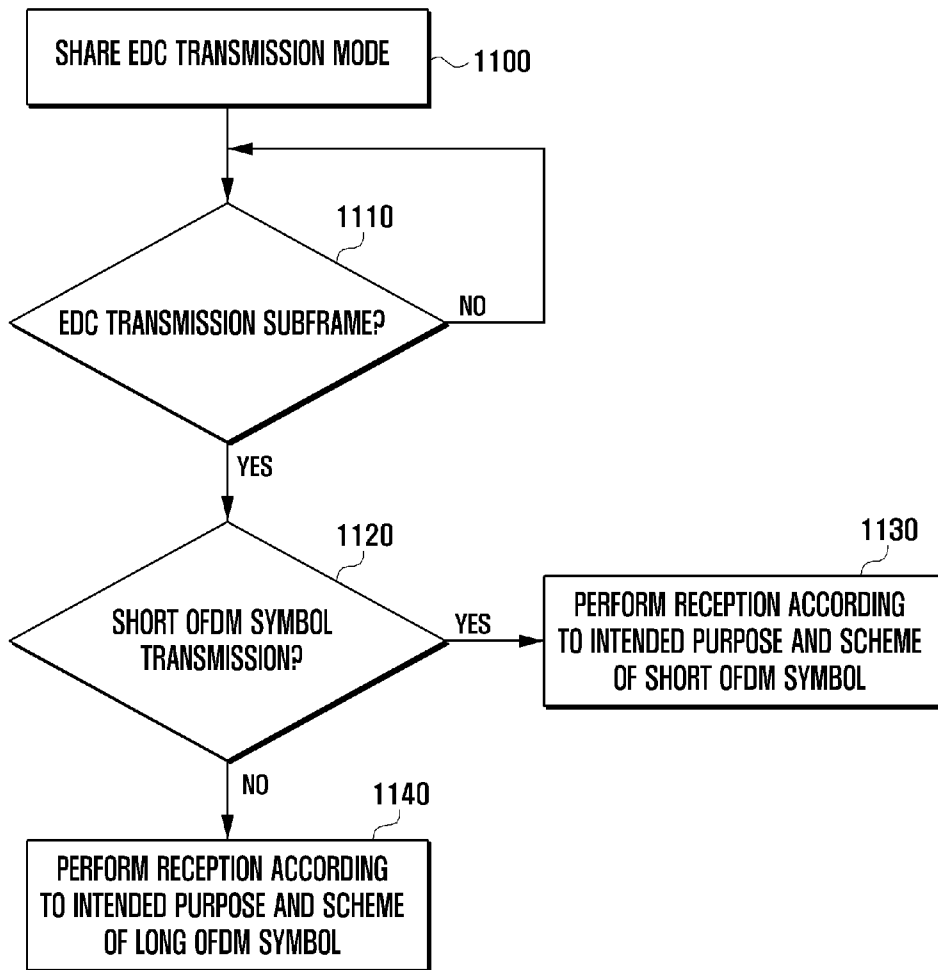 SHARE EDC TRANSMISSION MODE
1100
1110
EDC TRANSMISSION SUBFRAME?
NO
YES
1120
SHORT OFDM SYMBOL
TRANSMISSION?
YES
1130
PERFORM RECEPTION ACCORDING
TO INTENDED PURPOSE AND SCHEME
OF SHORT OFDM SYMBOL
NO
1140
PERFORM RECEPTION ACCORDING
TO INTENDED PURPOSE AND SCHEME
OF LONG OFDM SYMBOL